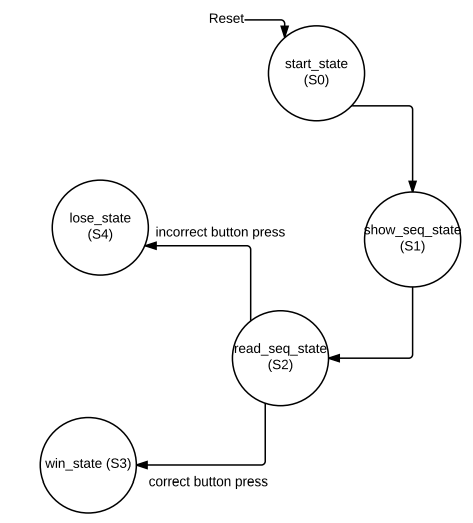 Reset
start_state
(S0)
lose_state
(S4)
incorrect button press
show_seq_state
(S1)
read_seq_state
(S2)
win_state (S3)
correct button press